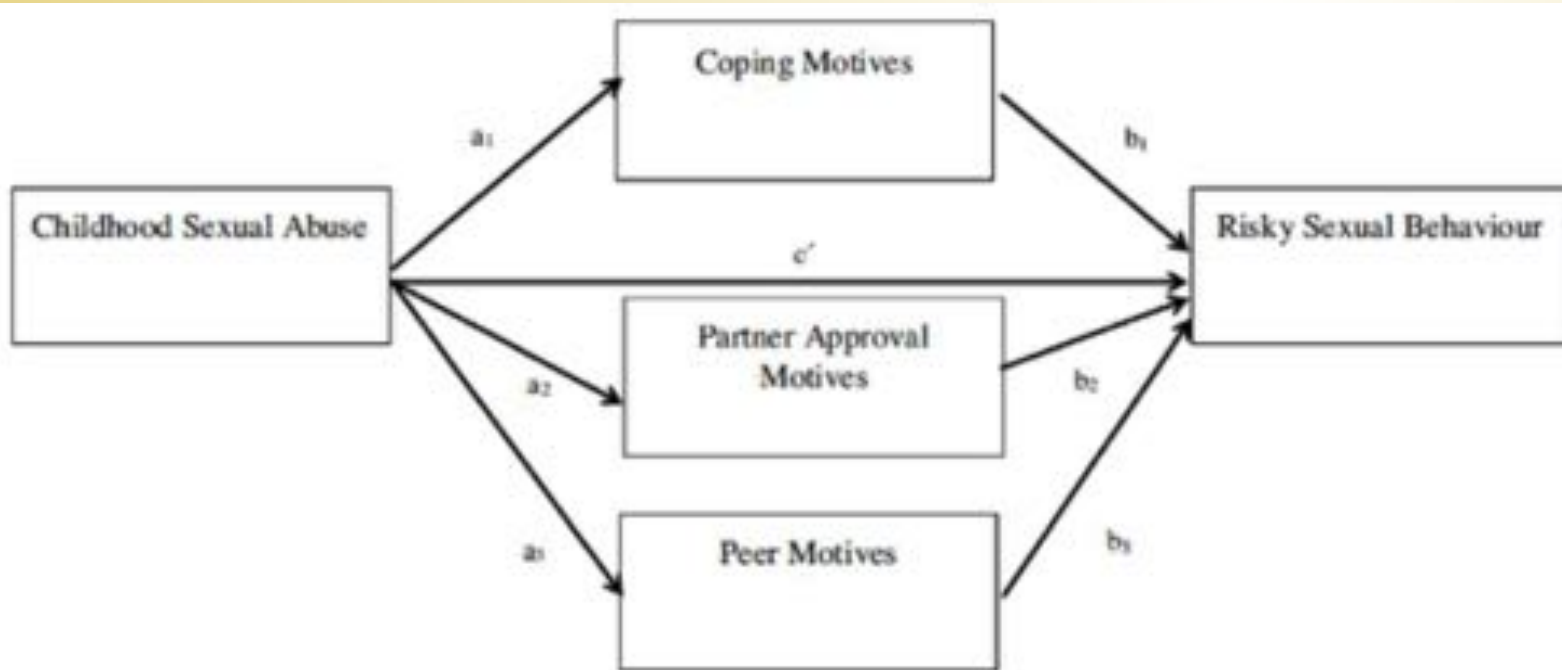 Coping Motives
a₁
b₁
Childhood Sexual Abuse
Risky Sexual Behaviour
c′
Partner Approval
Motives
a₂
b₂
Peer Motives
a₃
b₃